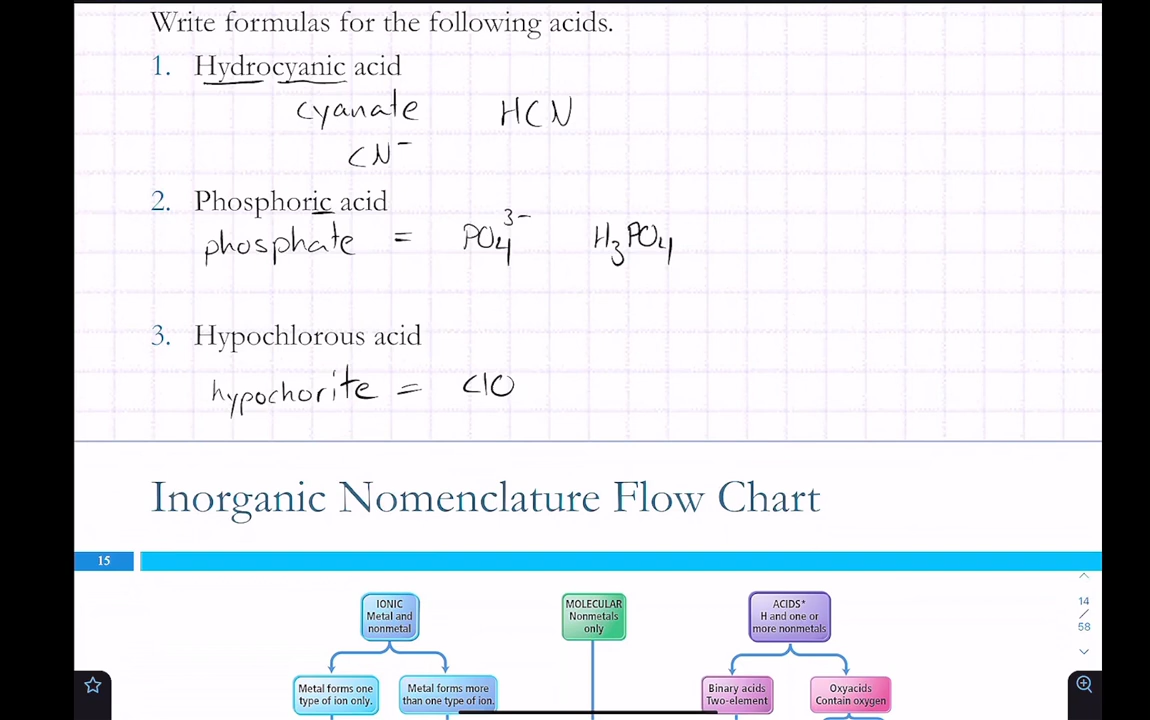 Write formulas for the following acids.
1. Hydrocyanic acid
cyanate HCN
CN⁻
2. Phosphoric acid
phosphate = PO₄³⁻ H₃PO₄
3. Hypochlorous acid
hypochorite = ClO
Inorganic Nomenclature Flow Chart
15
IONIC
Metal and
nonmetal
MOLECULAR
Nonmetals
only
ACIDS*
H and one or
more nonmetals
14
/
58
Metal forms one
type of ion only.
Metal forms more
than one type of ion.
Binary acids
Two-element
Oxyacids
Contain oxygen